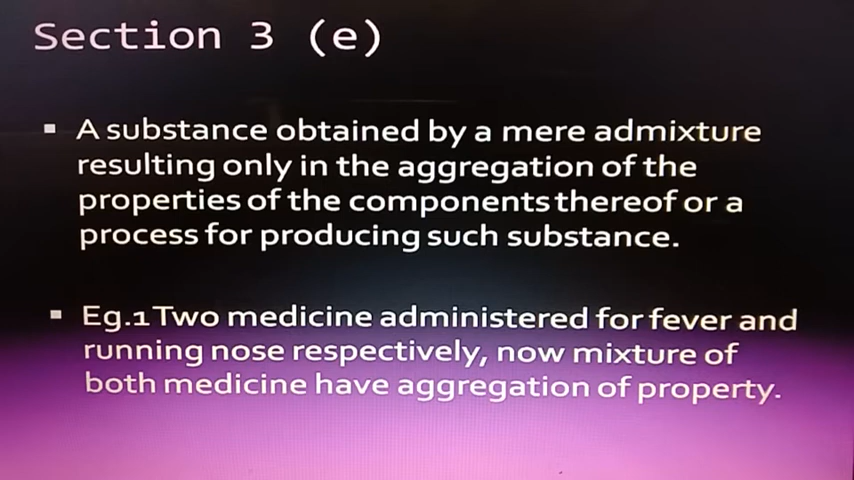 Section 3 (e)
▪ A substance obtained by a mere admixture
resulting only in the aggregation of the
properties of the components thereof or a
process for producing such substance.
▪ Eg.1 Two medicine administered for fever and
running nose respectively, now mixture of
both medicine have aggregation of property.